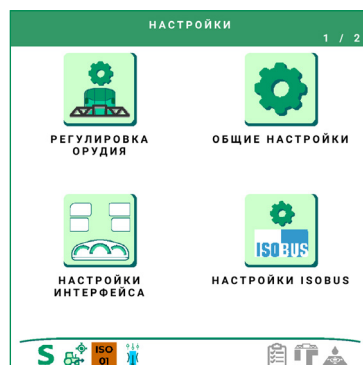 НАСТРОЙКИ
1 / 2
РЕГУЛИРОВКА
ОРУДИЯ
ОБЩИЕ НАСТРОЙКИ
ISOBUS
НАСТРОЙКИ
ИНТЕРФЕЙСА
НАСТРОЙКИ ISOBUS
S
ISO
01